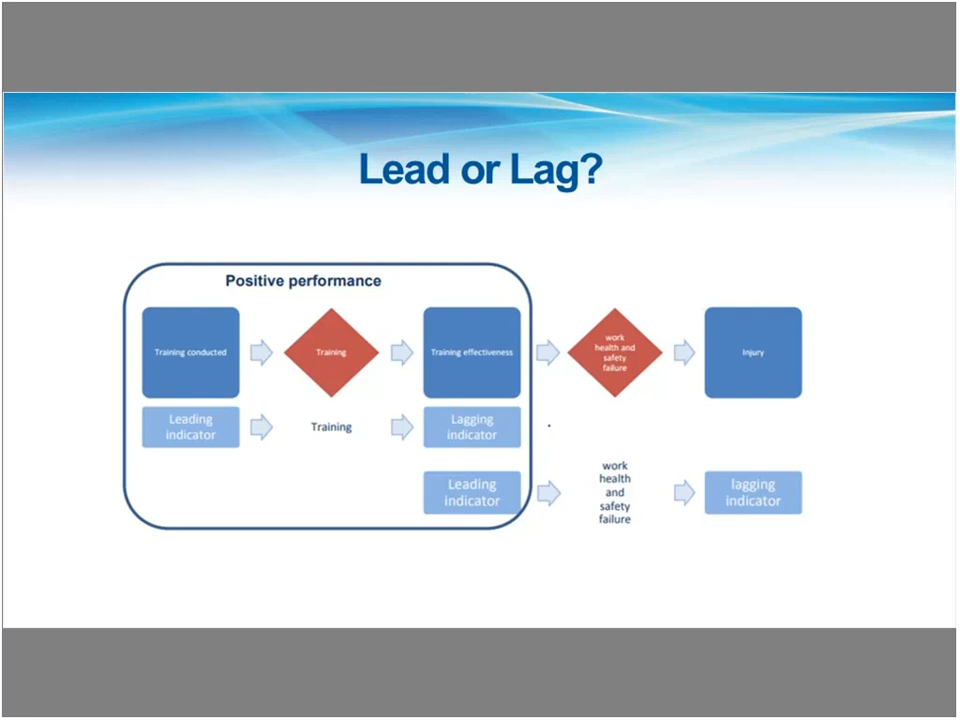 Lead or Lag?
Positive performance
Training conducted
Training
Training effectiveness
work
health and
safety
failure
Injury
Leading
indicator
Training
Lagging
indicator
Leading
indicator
work
health
and
safety
failure
lagging
indicator